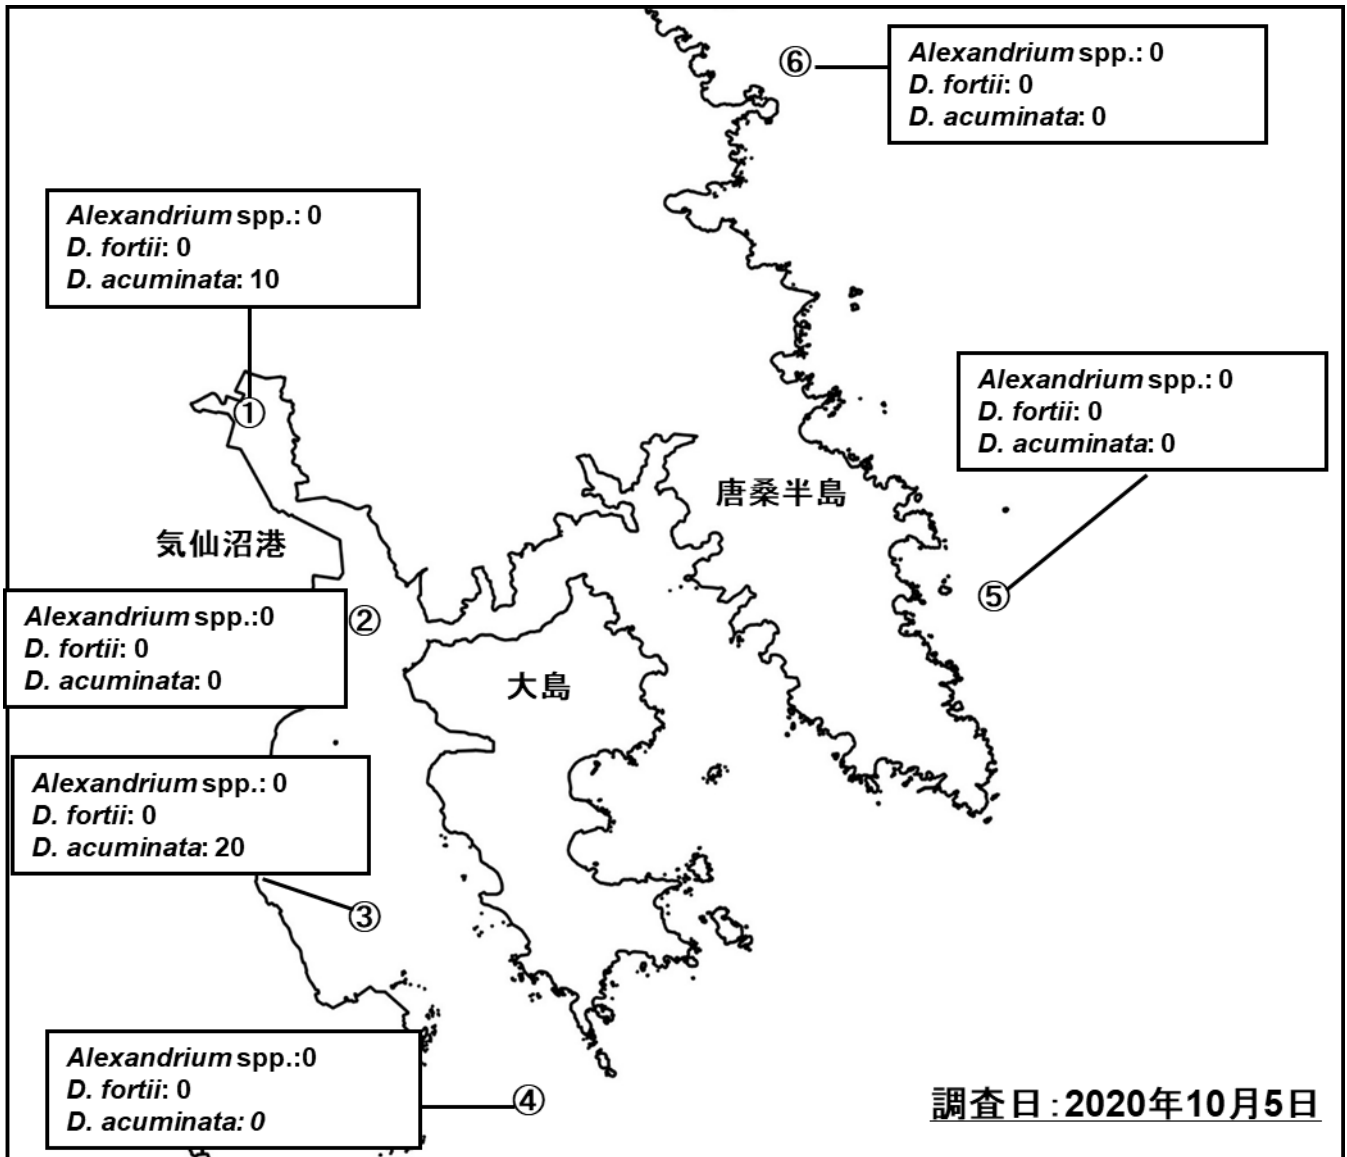 ⑥
Alexandrium spp.: 0
D. fortii: 0
D. acuminata: 0
Alexandrium spp.: 0
D. fortii: 0
D. acuminata: 10
①
Alexandrium spp.: 0
D. fortii: 0
D. acuminata: 0
唐桑半島
気仙沼港
⑤
Alexandrium spp.:0
D. fortii: 0
D. acuminata: 0
②
大島
Alexandrium spp.: 0
D. fortii: 0
D. acuminata: 20
③
Alexandrium spp.:0
D. fortii: 0
D. acuminata: 0
④
調査日:2020年10月5日